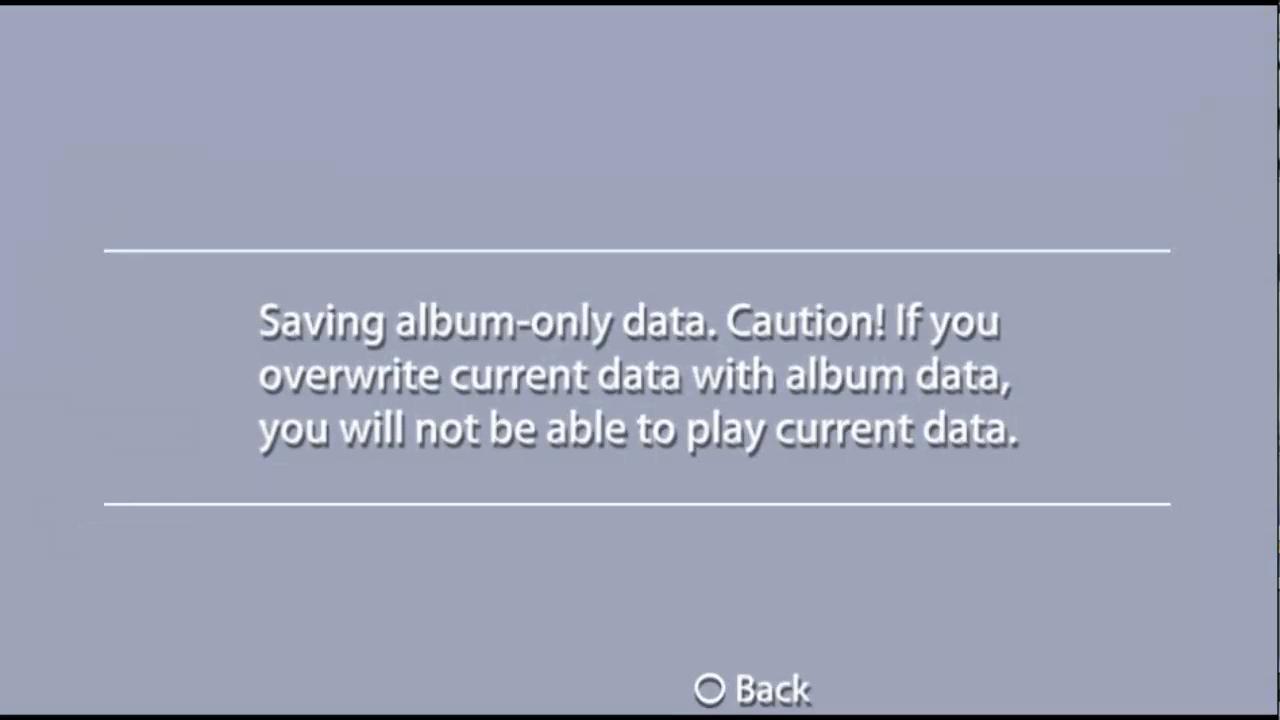 Saving album-only data. Caution! If you
overwrite current data with album data,
you will not be able to play current data.
Back